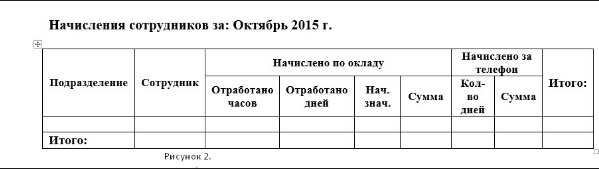 Начисления сотрудников за: Октябрь 2015 г.
Подразделение Сотрудник Начислено по окладу Начислено за телефон Итого:
Отработано часов Отработано дней Нач. знач. Сумма Кол-во дней Сумма
Итого:
Рисунок 2.